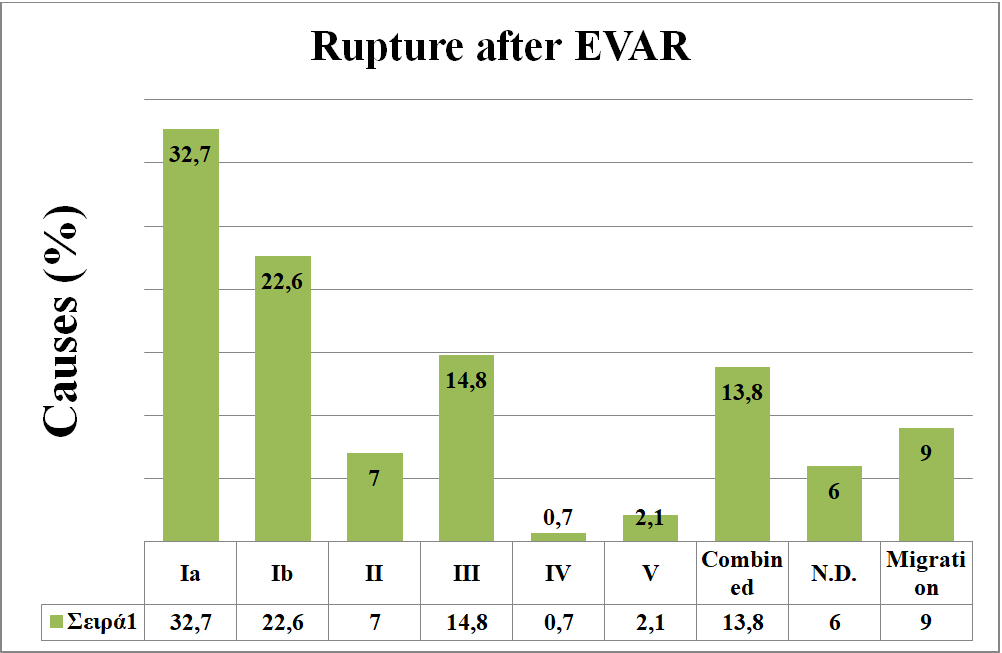 Rupture after EVAR
Causes (%)
32,7
22,6
7
14,8
0,7
2,1
13,8
6
9
Ia Ib II III IV V Combin N.D. Migrati
ed on
Σειρά1 32,7 22,6 7 14,8 0,7 2,1 13,8 6 9